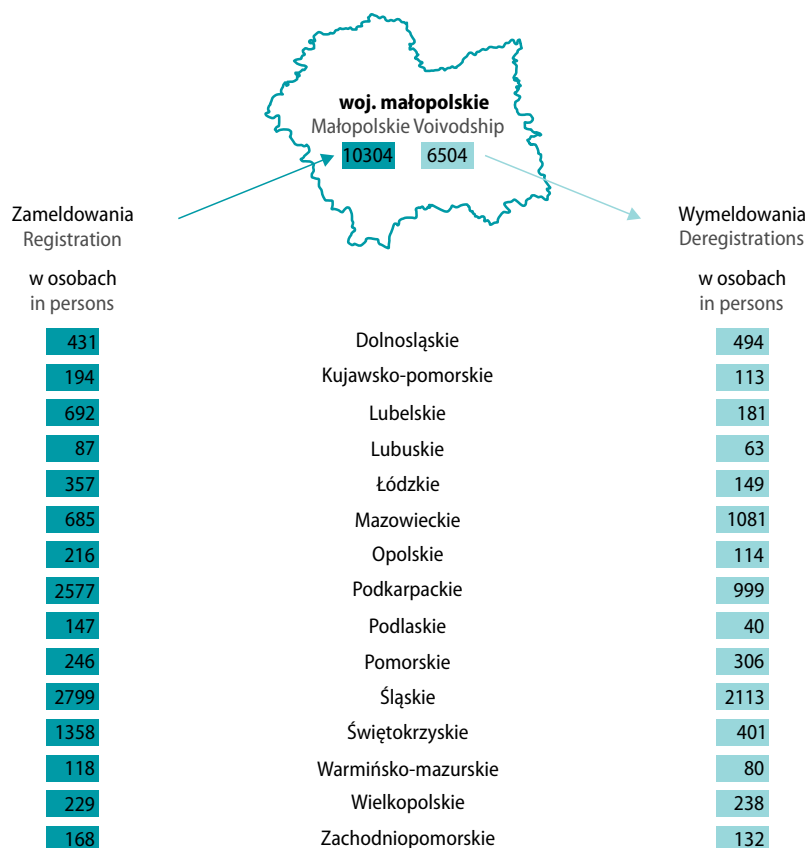 woj. małopolskie
Małopolskie Voivodship
10304 6504
Zameldowania Wymeldowania
Registration Deregistrations
w osobach w osobach
in persons in persons
431 Dolnośląskie 494
194 Kujawsko-pomorskie 113
692 Lubelskie 181
87 Lubuskie 63
357 Łódzkie 149
685 Mazowieckie 1081
216 Opolskie 114
2577 Podkarpackie 999
147 Podlaskie 40
246 Pomorskie 306
2799 Śląskie 2113
1358 Świętokrzyskie 401
118 Warmińsko-mazurskie 80
229 Wielkopolskie 238
168 Zachodniopomorskie 132